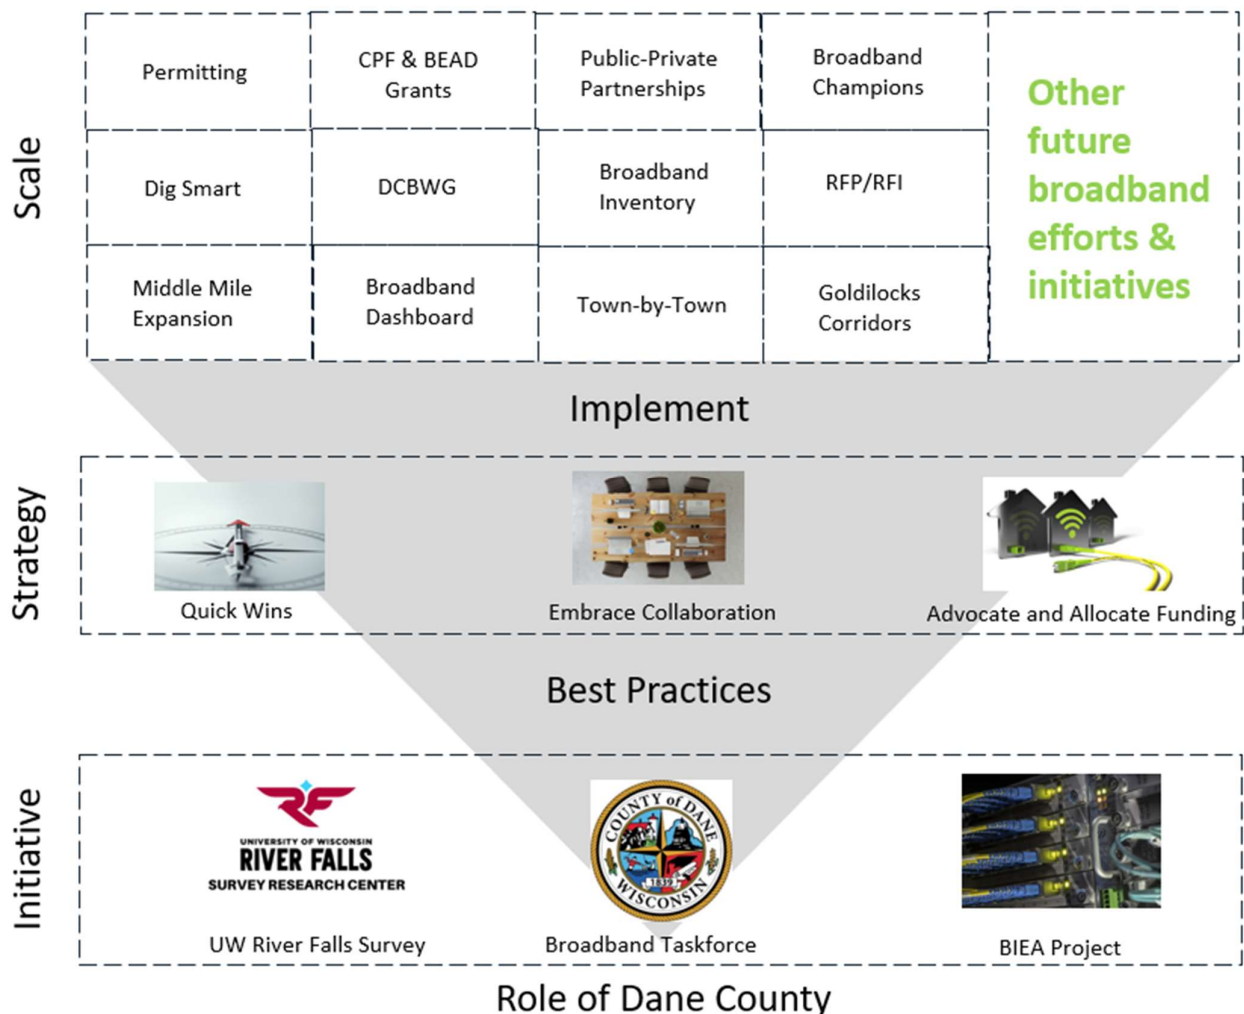 Scale
Permitting
CPF & BEAD
Grants
Public-Private
Partnerships
Broadband
Champions
Other
future
broadband
efforts &
initiatives
Dig Smart
DCBWG
Broadband
Inventory
RFP/RFI
Middle Mile
Expansion
Broadband
Dashboard
Town-by-Town
Goldilocks
Corridors
Implement
Strategy
Quick Wins
Embrace Collaboration
Advocate and Allocate Funding
Best Practices
Initiative
RF
UNIVERSITY OF WISCONSIN
RIVER FALLS
SURVEY RESEARCH CENTER
UW River Falls Survey
COUNTY of DANE
1839
WISCONSIN
Broadband Taskforce
BIEA Project
Role of Dane County